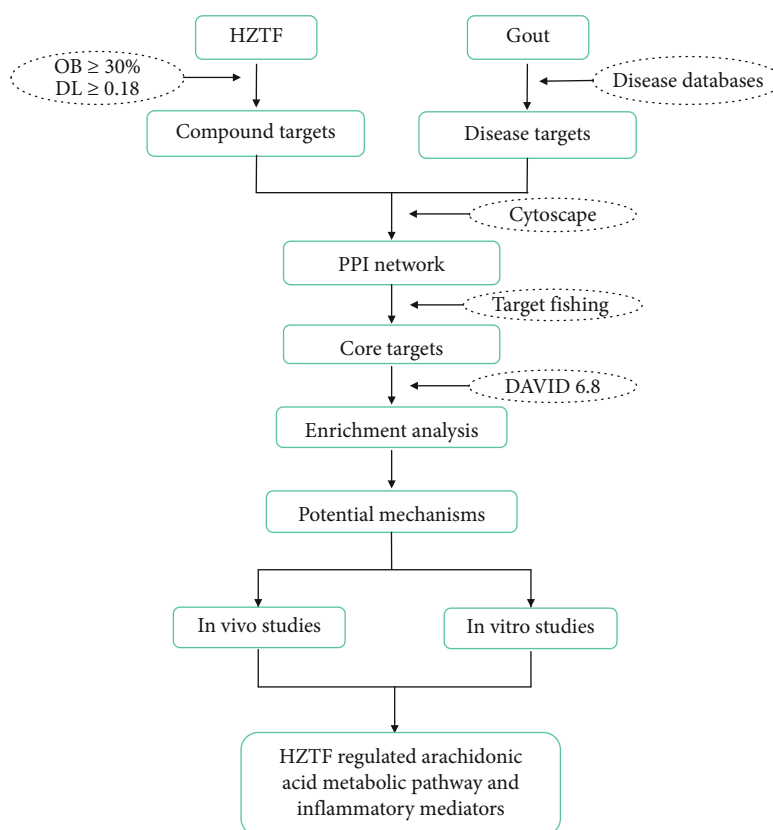 HZTF
Gout
OB ≥ 30%
DL ≥ 0.18
Disease databases
Compound targets
Disease targets
Cytoscape
PPI network
Target fishing
Core targets
DAVID 6.8
Enrichment analysis
Potential mechanisms
In vivo studies
In vitro studies
HZTF regulated arachidonic
acid metabolic pathway and
inflammatory mediators